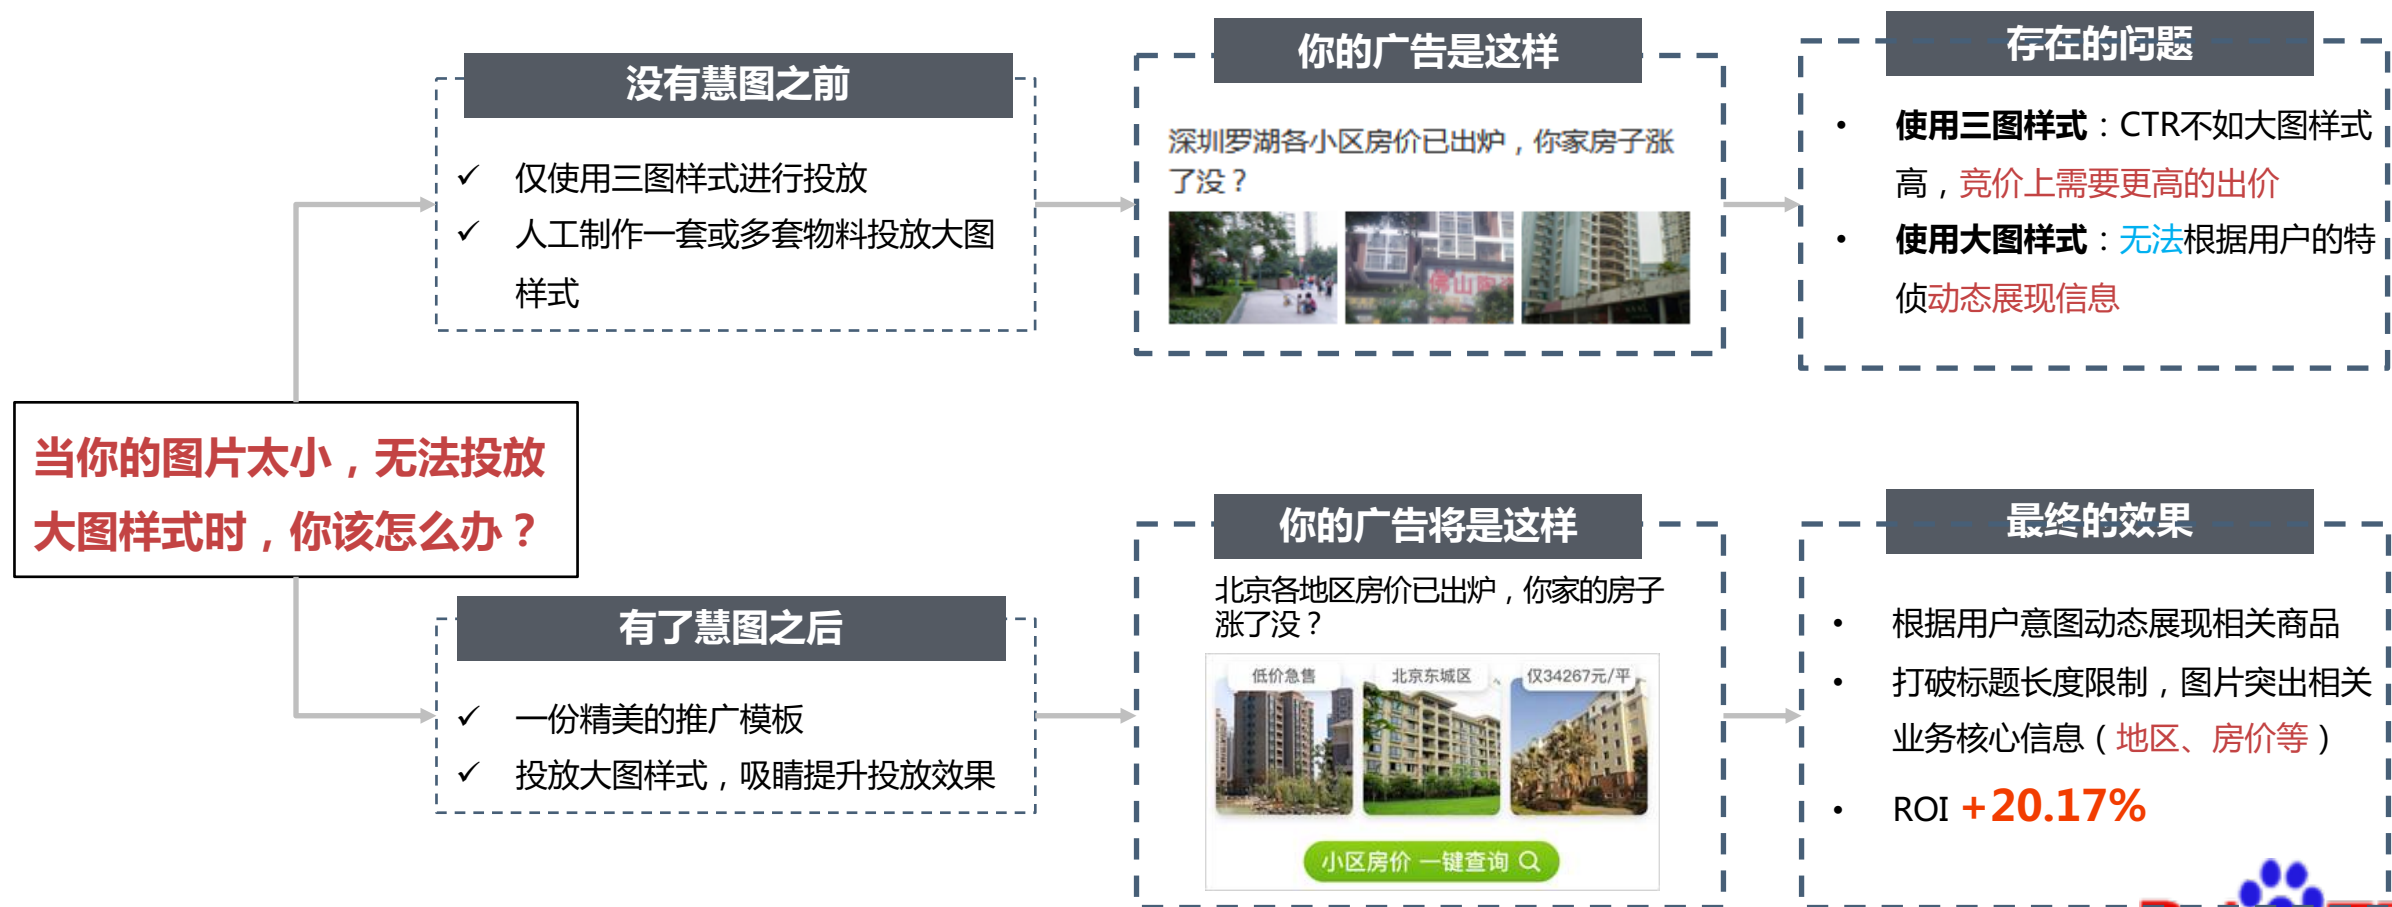 没有慧图之前
✓ 仅使用三图样式进行投放
✓ 人工制作一套或多套物料投放大图
样式
你的广告是这样
深圳罗湖各小区房价已出炉，你家房子涨
了没？
佛山陶
存在的问题
• 使用三图样式：CTR不如大图样式
高，竞价上需要更高的出价
• 使用大图样式：无法根据用户的特
侦动态展现信息
当你的图片太小，无法投放
大图样式时，你该怎么办？
有了慧图之后
✓ 一份精美的推广模板
✓ 投放大图样式，吸睛提升投放效果
你的广告将是这样
北京各地区房价已出炉，你家的房子
涨了没？
低价急售 北京东城区 仅34267元/平
小区房价 一键查询
最终的效果
• 根据用户意图动态展现相关商品
• 打破标题长度限制，图片突出相关
业务核心信息（地区、房价等）
• ROI +20.17%